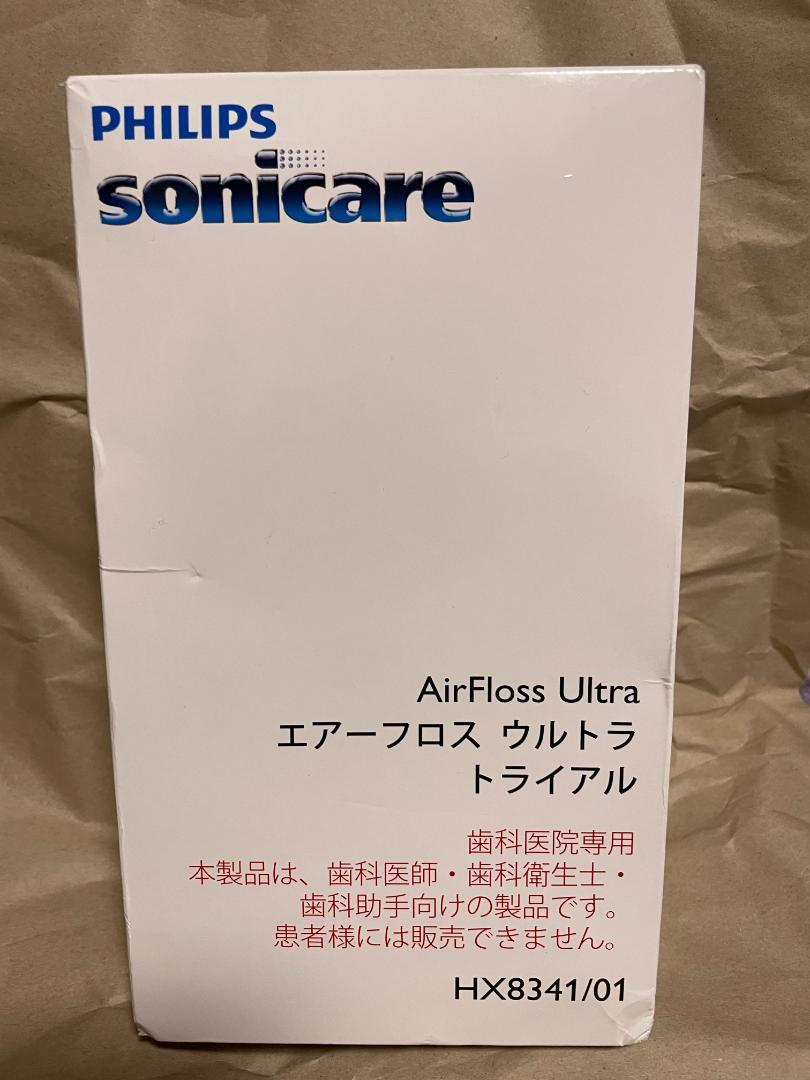 PHILIPS
sonicare
AirFloss Ultra
エアーフロス ウルトラ
トライアル
歯科医院専用
本製品は、歯科医師・歯科衛生士・
歯科助手向けの製品です。
患者様には販売できません。
HX8341/01